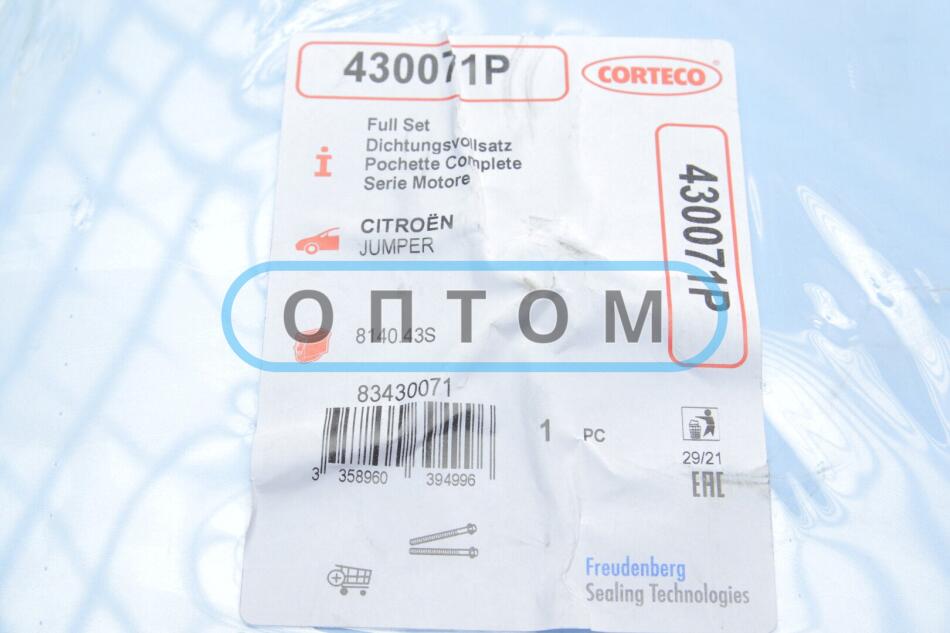 430071P
CORTECO
Full Set
Dichtungsvollsatz
Pochette Complete
Serie Motore
430071P
CITROËN
JUMPER
ОПТОМ
8140.43S
83430071
1 PC
3 358960 394996
29/21
EAC
Freudenberg
Sealing Technologies